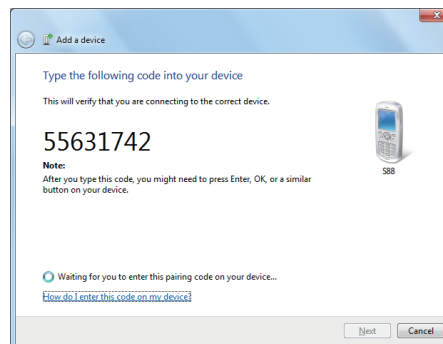 Add a device
Type the following code into your device
This will verify that you are connecting to the correct device.
55631742
S88
Note:
After you type this code, you might need to press Enter, OK, or a similar
button on your device.
Waiting for you to enter this pairing code on your device...
How do I enter this code on my device?
Next
Cancel